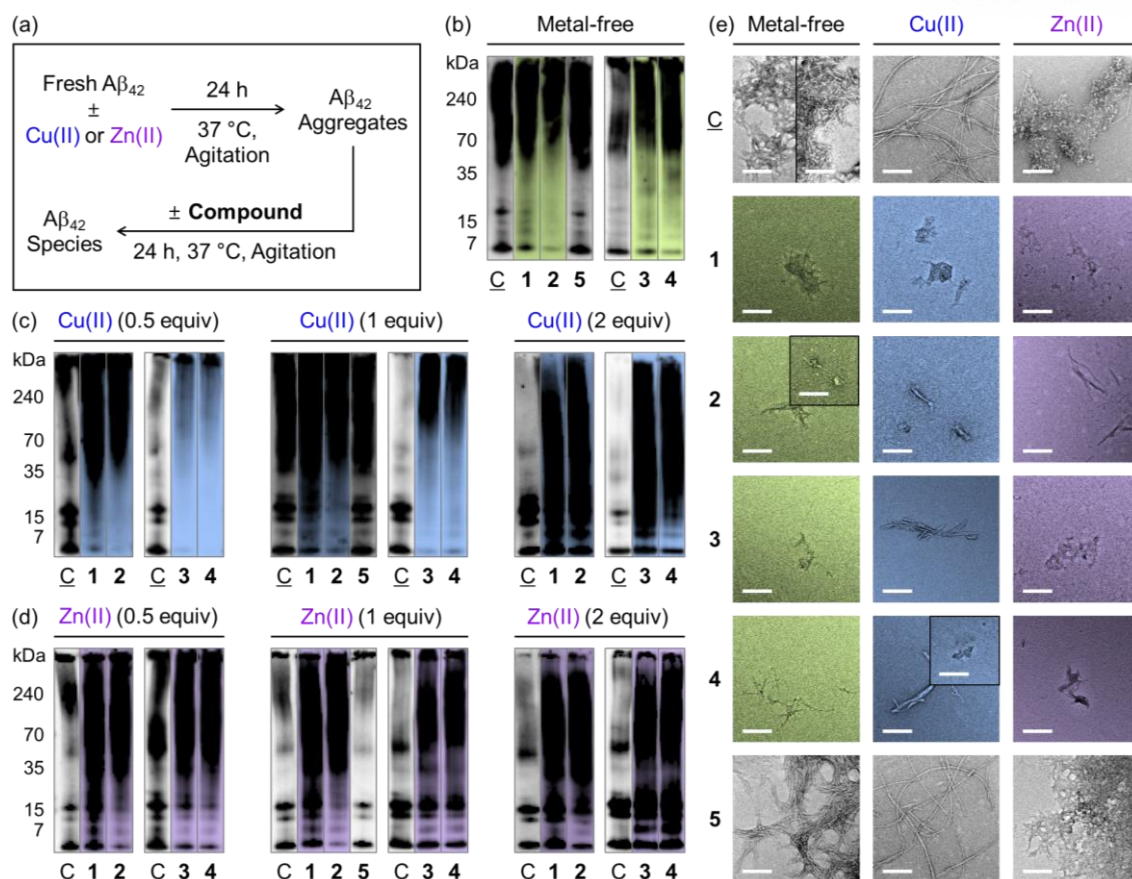 (a)
Fresh Aβ42
±
Cu(II) or Zn(II)
24 h
37 °C,
Agitation
Aβ42
Aggregates
± Compound
24 h, 37 °C, Agitation
Aβ42
Species
(b)
Metal-free
kDa
240
70
35
15
7
C 1 2 5 C 3 4
(c)
Cu(II) (0.5 equiv) Cu(II) (1 equiv) Cu(II) (2 equiv)
kDa
240
70
35
15
7
C 1 2 C 3 4 C 1 2 5 C 3 4 C 1 2 C 3 4
(d)
Zn(II) (0.5 equiv) Zn(II) (1 equiv) Zn(II) (2 equiv)
kDa
240
70
35
15
7
C 1 2 C 3 4 C 1 2 5 C 3 4 C 1 2 C 3 4
(e)
Metal-free Cu(II) Zn(II)
C
1
2
3
4
5